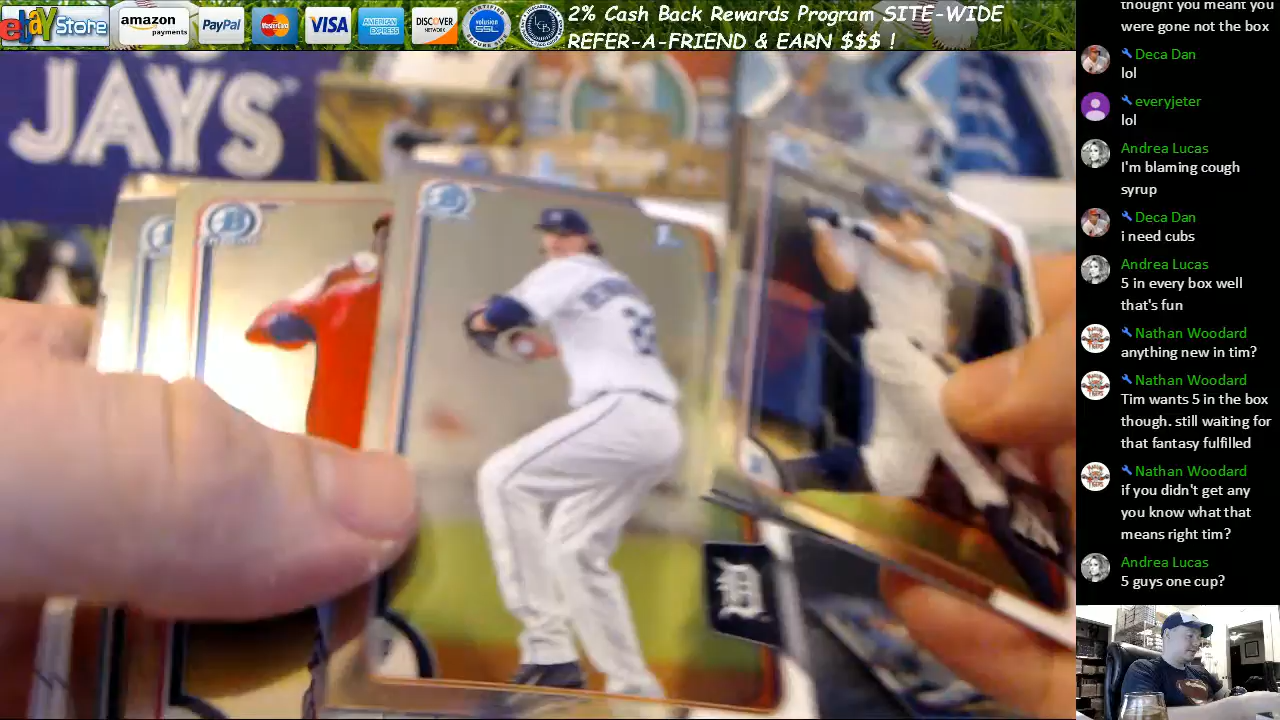 ebay Store
amazon payments
PayPal
MasterCard
VISA
AMERICAN EXPRESS
DISCOVER NETWORK
volusion SSL
2% Cash Back Rewards Program SITE-WIDE
REFER-A-FRIEND & EARN $$$ !
JAYS
thought you meant you
were gone not the box
Deca Dan
lol
everyjeter
lol
Andrea Lucas
I'm blaming cough
syrup
Deca Dan
i need cubs
Andrea Lucas
5 in every box well
that's fun
Nathan Woodard
anything new in tim?
Nathan Woodard
Tim wants 5 in the box
though. still waiting for
that fantasy fulfilled
Nathan Woodard
if you didn't get any
you know what that
means right tim?
Andrea Lucas
5 guys one cup?